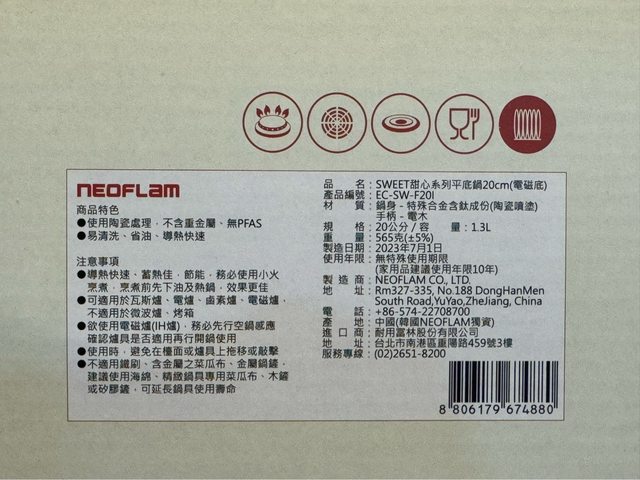 NEOFLAM
商品特色
●使用陶瓷處理，不含重金屬、無PFAS
●易清洗、省油、導熱快速
注意事項
●導熱快速、蓄熱佳，節能，務必使用小火
烹煮，烹煮前先下油及熱鍋，效果更佳
●可適用於瓦斯爐，電爐，鹵素爐，電磁爐，
不適用於微波爐、烤箱
●欲使用電磁爐(IH爐)，務必先行空鍋感應
確認爐具是否適用再行開鍋使用
●使用時，避免在檯面或爐具上拖移或敲擊
●不適用鐵刷、含金屬之菜瓜布、金屬鍋鏟，
建議使用海綿、精緻鍋具專用菜瓜布，木鏟
或矽膠鏟，可延長鍋具使用壽命
品名：SWEET甜心系列平底鍋20cm(電磁底)
產品編號：EC-SW-F20I
材質：鍋身 - 特殊合金含鈦成份(陶瓷噴塗)
手柄 - 電木
規格：20公分 / 容量：1.3L
重量：565克(±5%)
製造日期：2023年7月1日
使用年限：無特殊使用期限
(家用品建議使用年限10年)
製造商：NEOFLAM CO., LTD.
地址：Rm327-335, No.188 DongHanMen
South Road,YuYao,ZheJiang, China
電話：+86-574-22708700
產地：中國(韓國NEOFLAM獨資)
進口商：耐用富林股份有限公司
地址：台北市南港區重陽路459號3樓
服務專線：(02)2651-8200
8 806179 674880